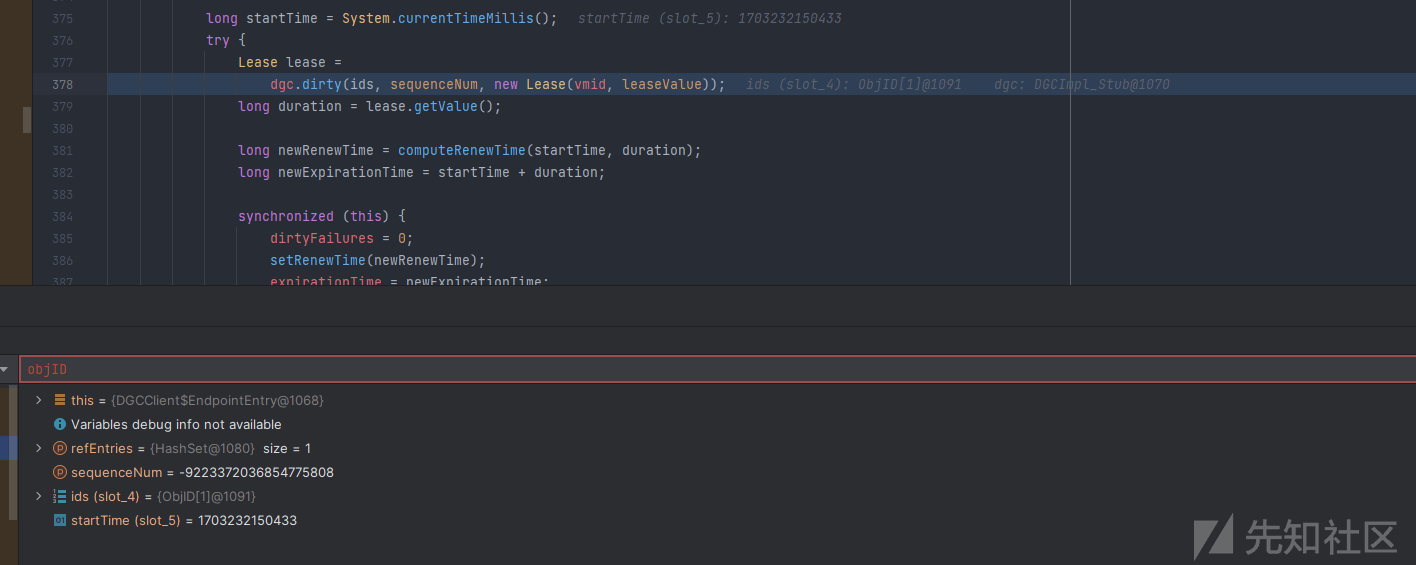 375 long startTime = System.currentTimeMillis(); startTime (slot_5): 1703232150433
376 try {
377 Lease lease =
378 dgc.dirty(ids, sequenceNum, new Lease(vmid, leaseValue)); ids (slot_4): ObjID[1]@1091 dgc: DGCImpl_Stub@1070
379 long duration = lease.getValue();
380
381 long newRenewTime = computeRenewTime(startTime, duration);
382 long newExpirationTime = startTime + duration;
383
384 synchronized (this) {
385 dirtyFailures = 0;
386 setRenewTime(newRenewTime);
387 expirationTime = newExpirationTime;
objID
this = {DGCClient$EndpointEntry@1068}
Variables debug info not available
refEntries = {HashSet@1080} size = 1
sequenceNum = -9223372036854775808
ids (slot_4) = {ObjID[1]@1091}
startTime (slot_5) = 1703232150433
先知社区